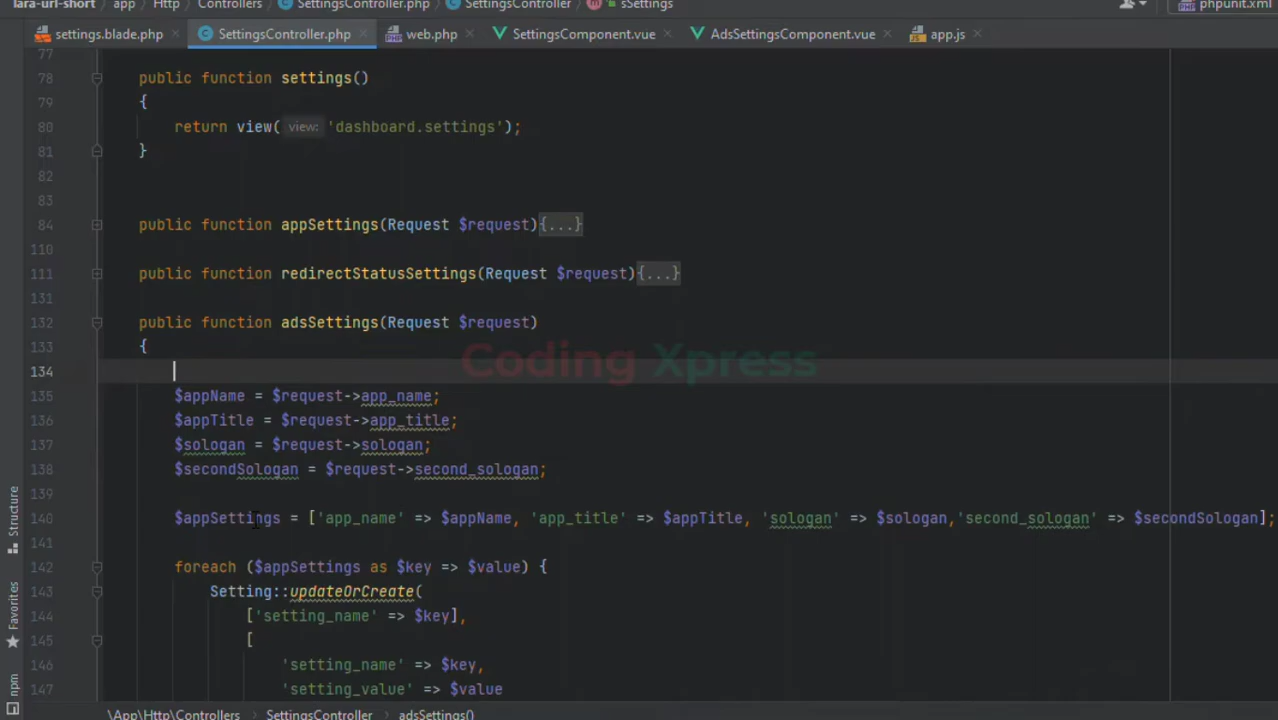 lara-url-short app Http Controllers SettingsController.php SettingsController sSettings phpunit.xml
settings.blade.php SettingsController.php web.php SettingsComponent.vue AdsSettingsComponent.vue app.js
77
78 public function settings()
79 {
80 return view( view: 'dashboard.settings');
81 }
82
83
84 public function appSettings(Request $request){...}
110
111 public function redirectStatusSettings(Request $request){...}
131
132 public function adsSettings(Request $request)
133 {
134
Coding Xpress
135 $appName = $request->app_name;
136 $appTitle = $request->app_title;
137 $sologan = $request->sologan;
138 $secondSologan = $request->second_sologan;
139
140 $appSettings = ['app_name' => $appName, 'app_title' => $appTitle, 'sologan' => $sologan,'second_sologan' => $secondSologan];
141
142 foreach ($appSettings as $key => $value) {
143 Setting::updateOrCreate(
144 ['setting_name' => $key],
145 [
146 'setting_name' => $key,
147 'setting_value' => $value
\App\Http\Controllers SettingsController adsSettings()
Structure
Favorites
npm